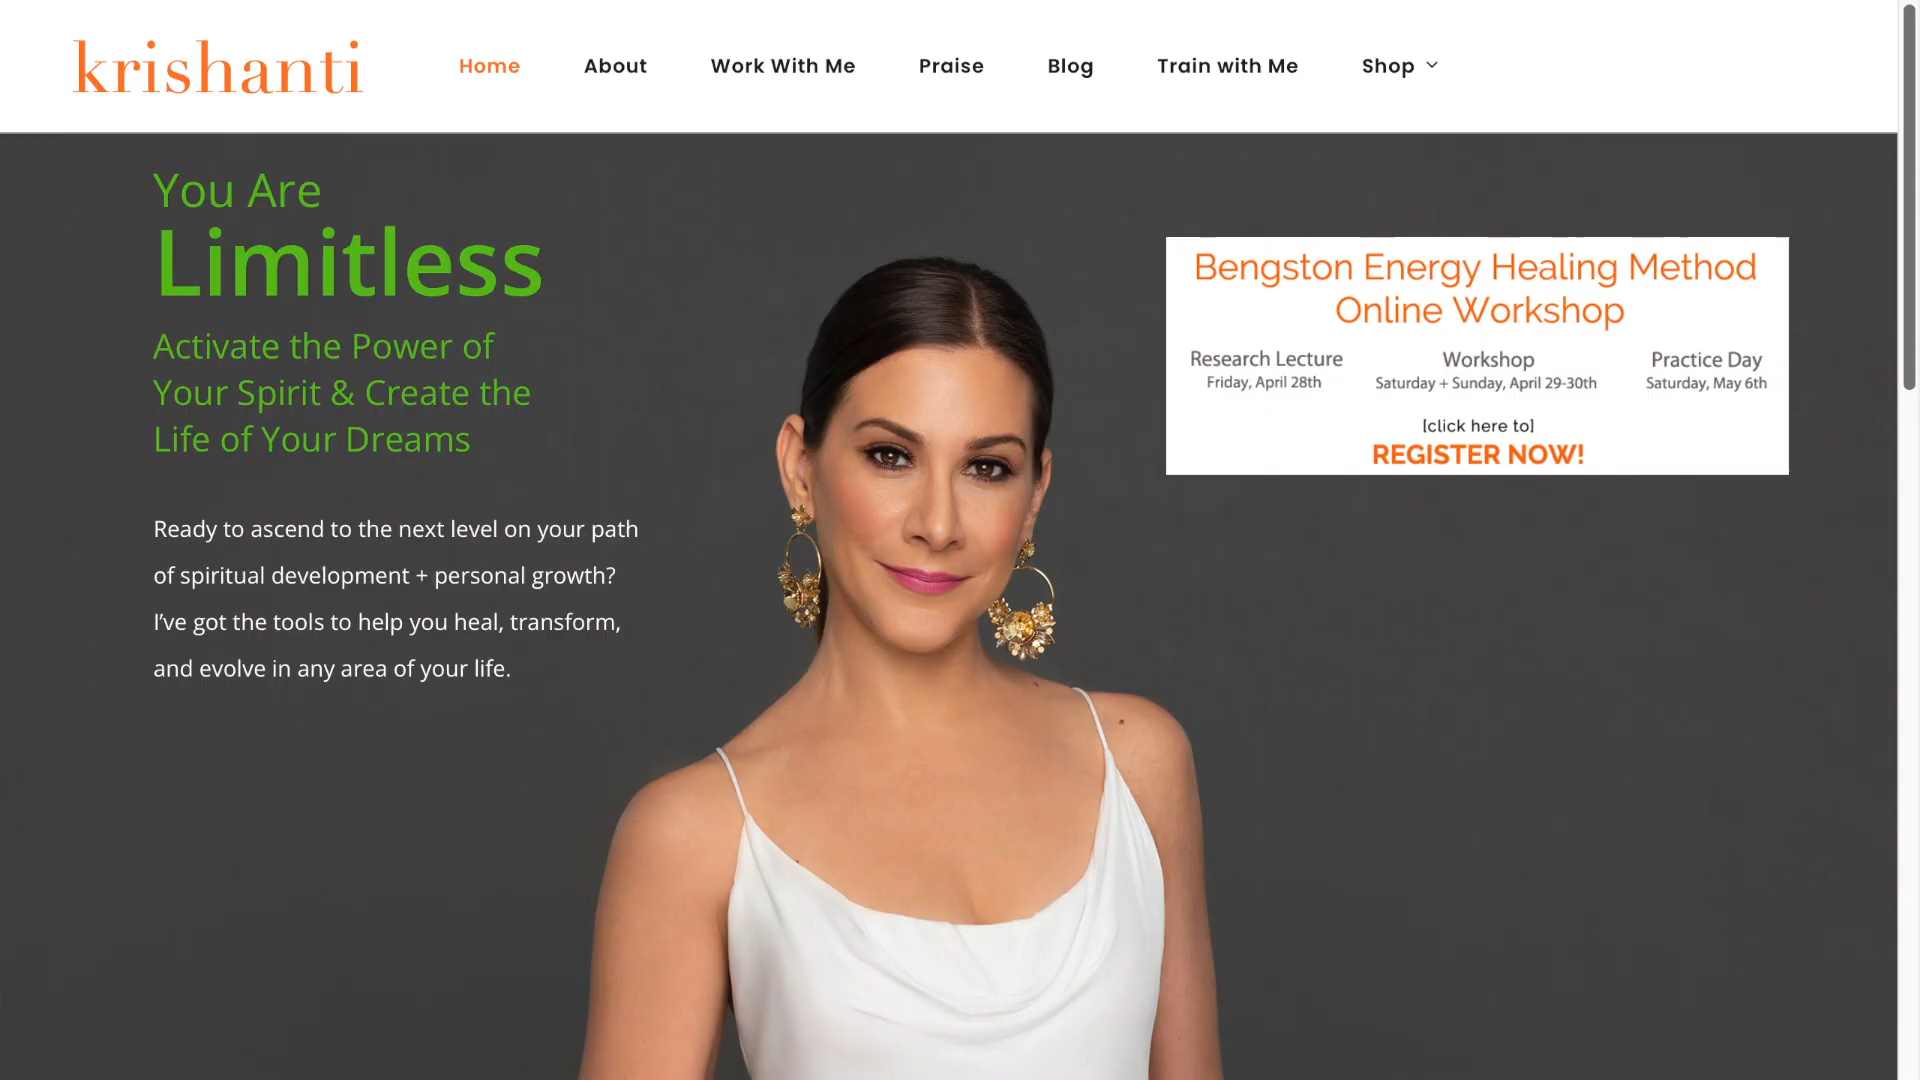 krishanti
Home
About
Work With Me
Praise
Blog
Train with Me
Shop
You Are
Limitless
Activate the Power of
Your Spirit & Create the
Life of Your Dreams
Ready to ascend to the next level on your path
of spiritual development + personal growth?
I’ve got the tools to help you heal, transform,
and evolve in any area of your life.
Bengston Energy Healing Method
Online Workshop
Research Lecture
Friday, April 28th
Workshop
Saturday + Sunday, April 29-30th
Practice Day
Saturday, May 6th
[click here to]
REGISTER NOW!